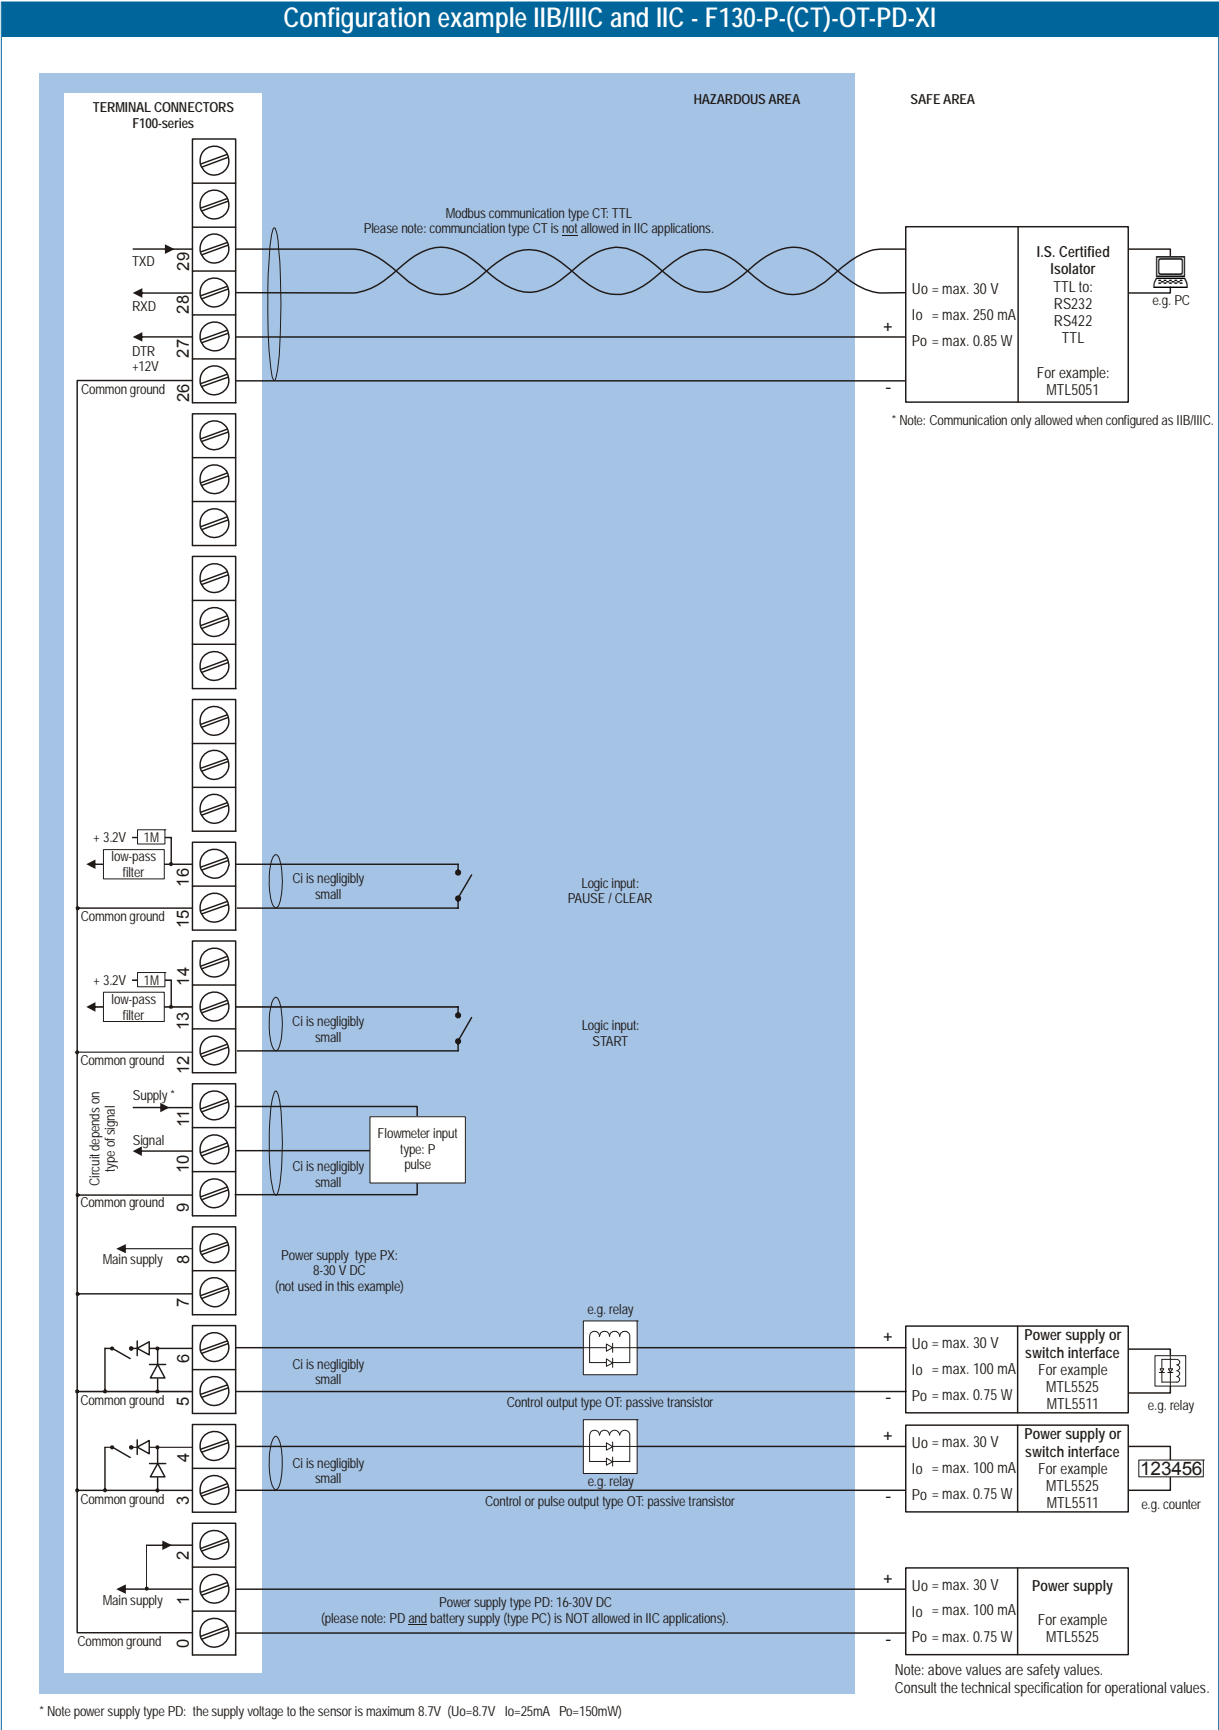 Configuration example IIB/IIIC and IIC - F130-P-(CT)-OT-PD-XI
TERMINAL CONNECTORS
F100-series
HAZARDOUS AREA
SAFE AREA
Modbus communication type CT: TTL
Please note: communciation type CT is not allowed in IIC applications.
TXD
29
RXD
28
DTR
+12V
27
Common ground
26
+
-
Uo = max. 30 V
Io = max. 250 mA
Po = max. 0.85 W
I.S. Certified
Isolator
TTL to:
RS232
RS422
TTL
For example:
MTL5051
e.g. PC
* Note: Communication only allowed when configured as IIB/IIIC.
+ 3.2V
1M
low-pass
filter
16
Common ground
15
Ci is negligibly
small
Logic input:
PAUSE / CLEAR
14
+ 3.2V
1M
low-pass
filter
13
Common ground
12
Ci is negligibly
small
Logic input:
START
Circuit depends on
type of signal
Supply *
11
Signal
10
Common ground
9
Ci is negligibly
small
Flowmeter input
type: P
pulse
Main supply
8
7
Power supply type PX:
8-30 V DC
(not used in this example)
6
Common ground
5
Ci is negligibly
small
e.g. relay
Control output type OT: passive transistor
+
-
Uo = max. 30 V
Io = max. 100 mA
Po = max. 0.75 W
Power supply or
switch interface
For example
MTL5525
MTL5511
e.g. relay
4
Common ground
3
Ci is negligibly
small
e.g. relay
Control or pulse output type OT: passive transistor
+
-
Uo = max. 30 V
Io = max. 100 mA
Po = max. 0.75 W
Power supply or
switch interface
For example
MTL5525
MTL5511
123456
e.g. counter
2
Main supply
1
Common ground
0
Power supply type PD: 16-30V DC
(please note: PD and battery supply (type PC) is NOT allowed in IIC applications).
+
-
Uo = max. 30 V
Io = max. 100 mA
Po = max. 0.75 W
Power supply
For example
MTL5525
Note: above values are safety values.
Consult the technical specification for operational values.
* Note power supply type PD: the supply voltage to the sensor is maximum 8.7V (Uo=8.7V Io=25mA Po=150mW)